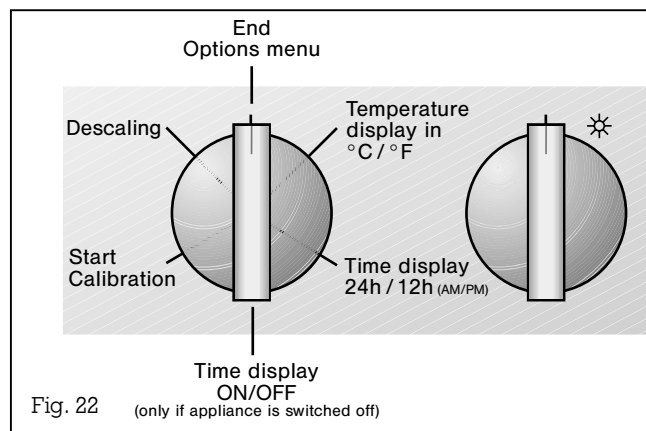 End
Options menu
Descaling
Temperature
display in
°C / °F
Start
Calibration
Time display
24h / 12h (AM/PM)
Time display
ON/OFF
(only if appliance is switched off)
Fig. 22